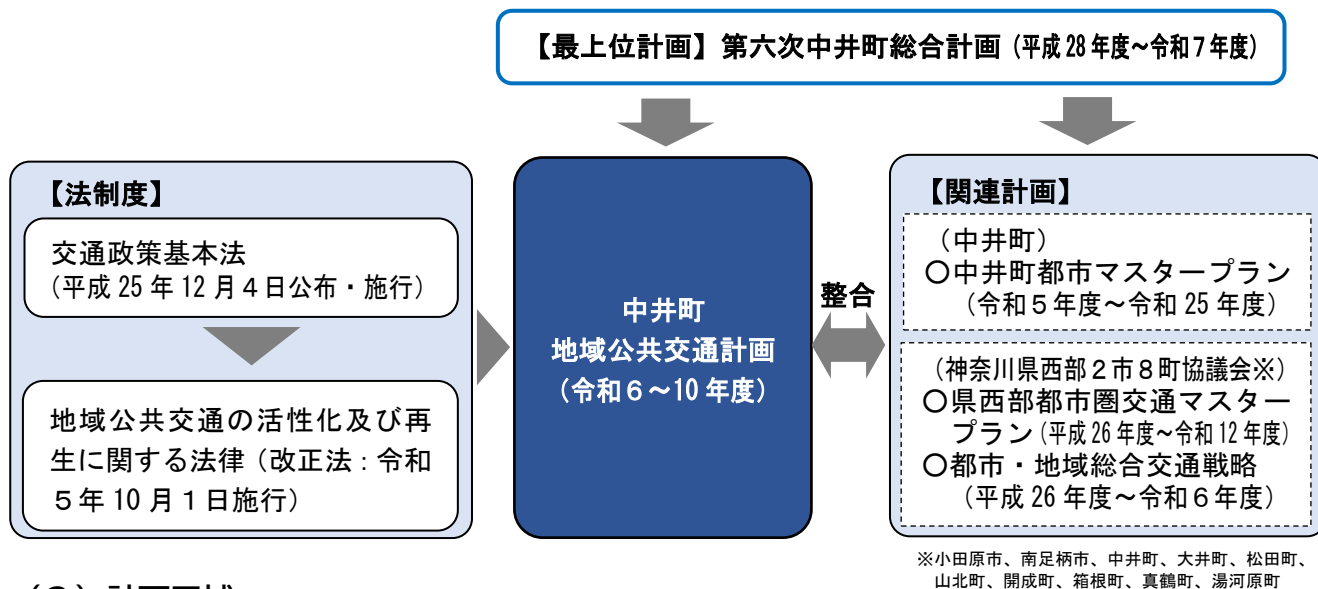 【最上位計画】第六次中井町総合計画（平成28年度～令和7年度）
【法制度】
交通政策基本法
（平成25年12月4日公布・施行）
地域公共交通の活性化及び再
生に関する法律（改正法：令和
５年10月１日施行）
中井町
地域公共交通計画
（令和６～10年度）
整合
【関連計画】
（中井町）
〇中井町都市マスタープラン
（令和５年度～令和25年度）
（神奈川県西部２市８町協議会※）
〇県西部都市圏交通マスター
プラン（平成26年度～令和12年度）
〇都市・地域総合交通戦略
（平成26年度～令和６年度）
※小田原市、南足柄市、中井町、大井町、松田町、
山北町、開成町、箱根町、真鶴町、湯河原町